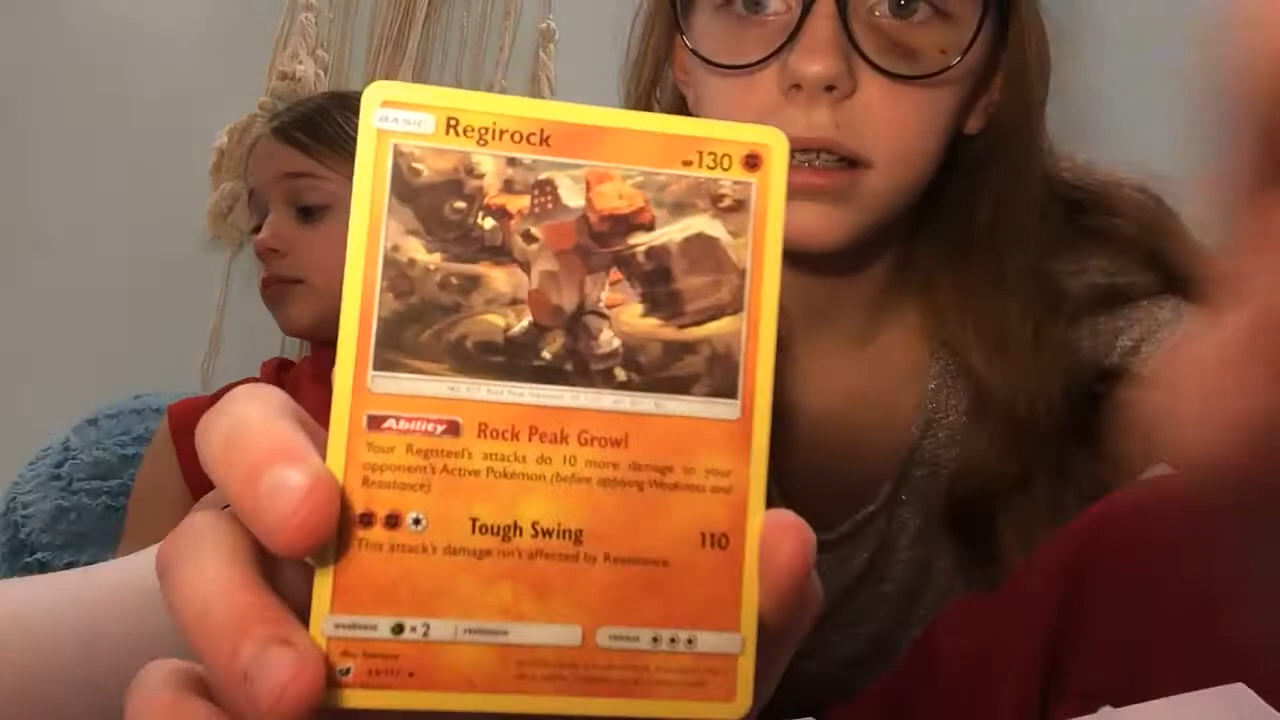 BASIC Regirock 130
Ability Rock Peak Growl
Your Registeel's attacks do 10 more damage to your
opponent's Active Pokémon (before applying Weakness and
Resistance).
Tough Swing 110
This attack's damage isn't affected by Resistance.
weakness ×2 resistance retreat